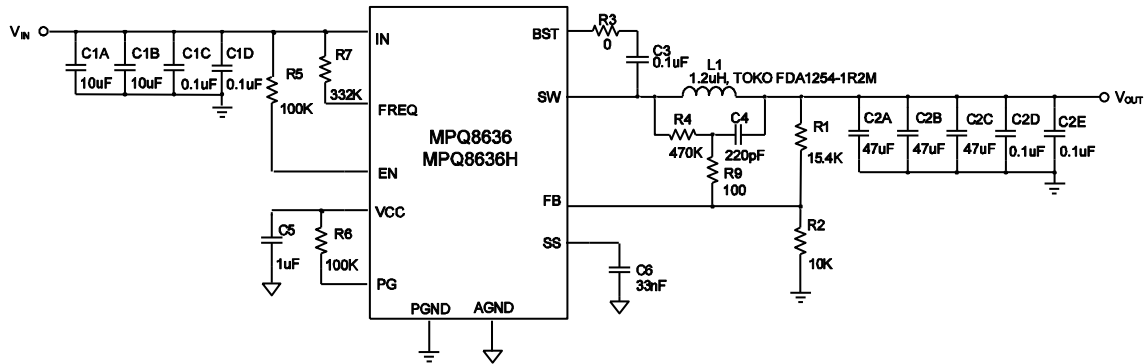 V_IN
C1A
10uF
C1B
10uF
C1C
0.1uF
C1D
0.1uF
R5
100K
R7
332K
C5
1uF
R6
100K
IN
FREQ
EN
VCC
PG
MPQ8636
MPQ8636H
PGND
AGND
BST
SW
FB
SS
R3
0
C3
0.1uF
L1
1.2uH, TOKO FDA1254-1R2M
R4
470K
C4
220pF
R9
100
R1
15.4K
R2
10K
C6
33nF
C2A
47uF
C2B
47uF
C2C
47uF
C2D
0.1uF
C2E
0.1uF
V_OUT